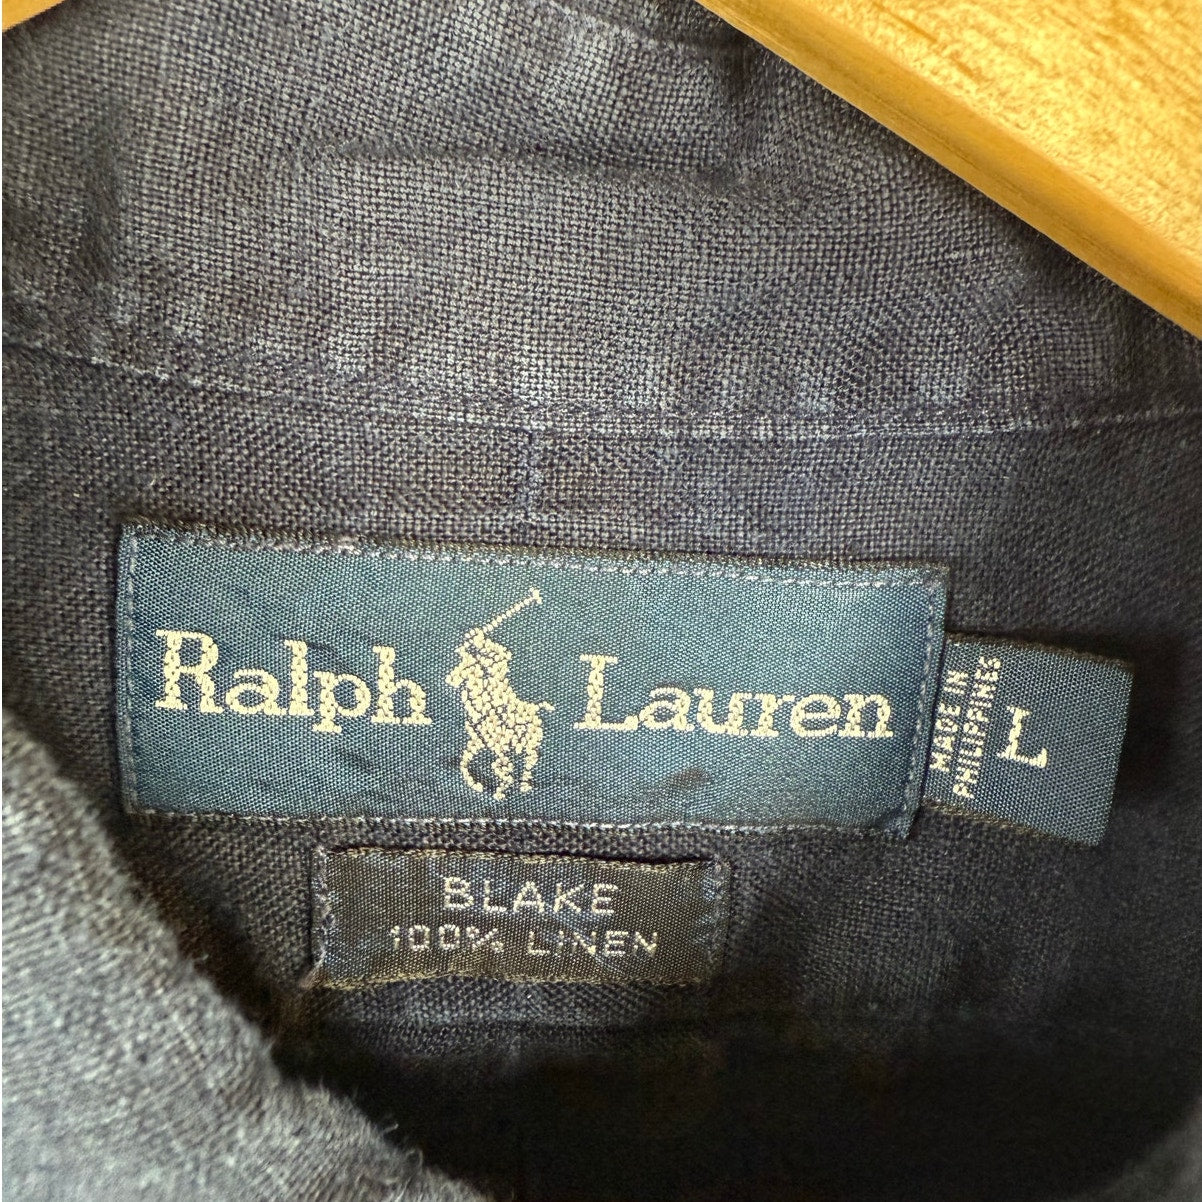 Ralph Lauren
MADE IN
PHILIPPINES
L
BLAKE
100% LINEN